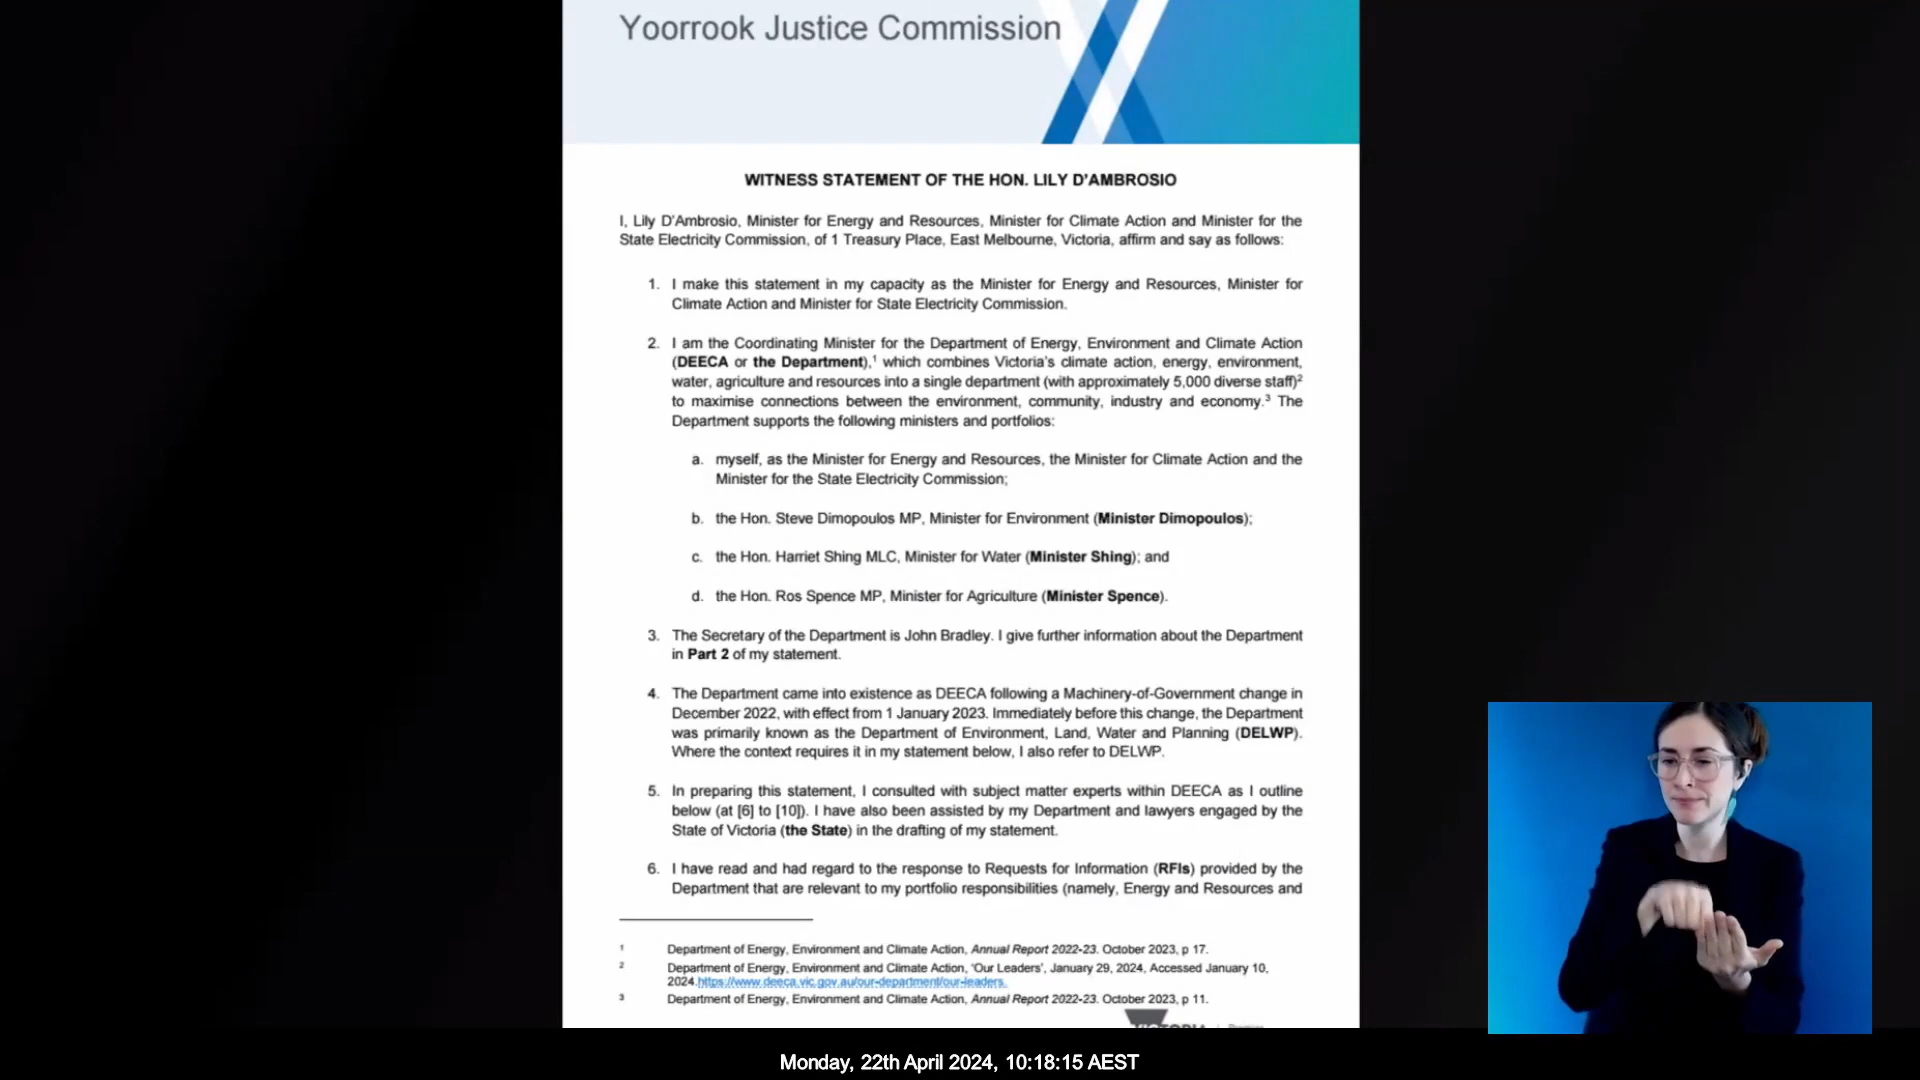 Yoorrook Justice Commission
WITNESS STATEMENT OF THE HON. LILY D'AMBROSIO
I, Lily D'Ambrosio, Minister for Energy and Resources, Minister for Climate Action and Minister for the
State Electricity Commission, of 1 Treasury Place, East Melbourne, Victoria, affirm and say as follows:
1. I make this statement in my capacity as the Minister for Energy and Resources, Minister for
Climate Action and Minister for State Electricity Commission.
2. I am the Coordinating Minister for the Department of Energy, Environment and Climate Action
(DEECA or the Department),1 which combines Victoria's climate action, energy, environment,
water, agriculture and resources into a single department (with approximately 5,000 diverse staff)2
to maximise connections between the environment, community, industry and economy.3 The
Department supports the following ministers and portfolios:
a. myself, as the Minister for Energy and Resources, the Minister for Climate Action and the
Minister for the State Electricity Commission;
b. the Hon. Steve Dimopoulos MP, Minister for Environment (Minister Dimopoulos);
c. the Hon. Harriet Shing MLC, Minister for Water (Minister Shing); and
d. the Hon. Ros Spence MP, Minister for Agriculture (Minister Spence).
3. The Secretary of the Department is John Bradley. I give further information about the Department
in Part 2 of my statement.
4. The Department came into existence as DEECA following a Machinery-of-Government change in
December 2022, with effect from 1 January 2023. Immediately before this change, the Department
was primarily known as the Department of Environment, Land, Water and Planning (DELWP).
Where the context requires it in my statement below, I also refer to DELWP.
5. In preparing this statement, I consulted with subject matter experts within DEECA as I outline
below (at [6] to [10]). I have also been assisted by my Department and lawyers engaged by the
State of Victoria (the State) in the drafting of my statement.
6. I have read and had regard to the response to Requests for Information (RFIs) provided by the
Department that are relevant to my portfolio responsibilities (namely, Energy and Resources and
1 Department of Energy, Environment and Climate Action, Annual Report 2022-23. October 2023, p 17.
2 Department of Energy, Environment and Climate Action, 'Our Leaders', January 29, 2024, Accessed January 10,
2024.https://www.deeca.vic.gov.au/our-department/our-leaders.
3 Department of Energy, Environment and Climate Action, Annual Report 2022-23. October 2023, p 11.
VICTORIA
Monday, 22th April 2024, 10:18:15 AEST